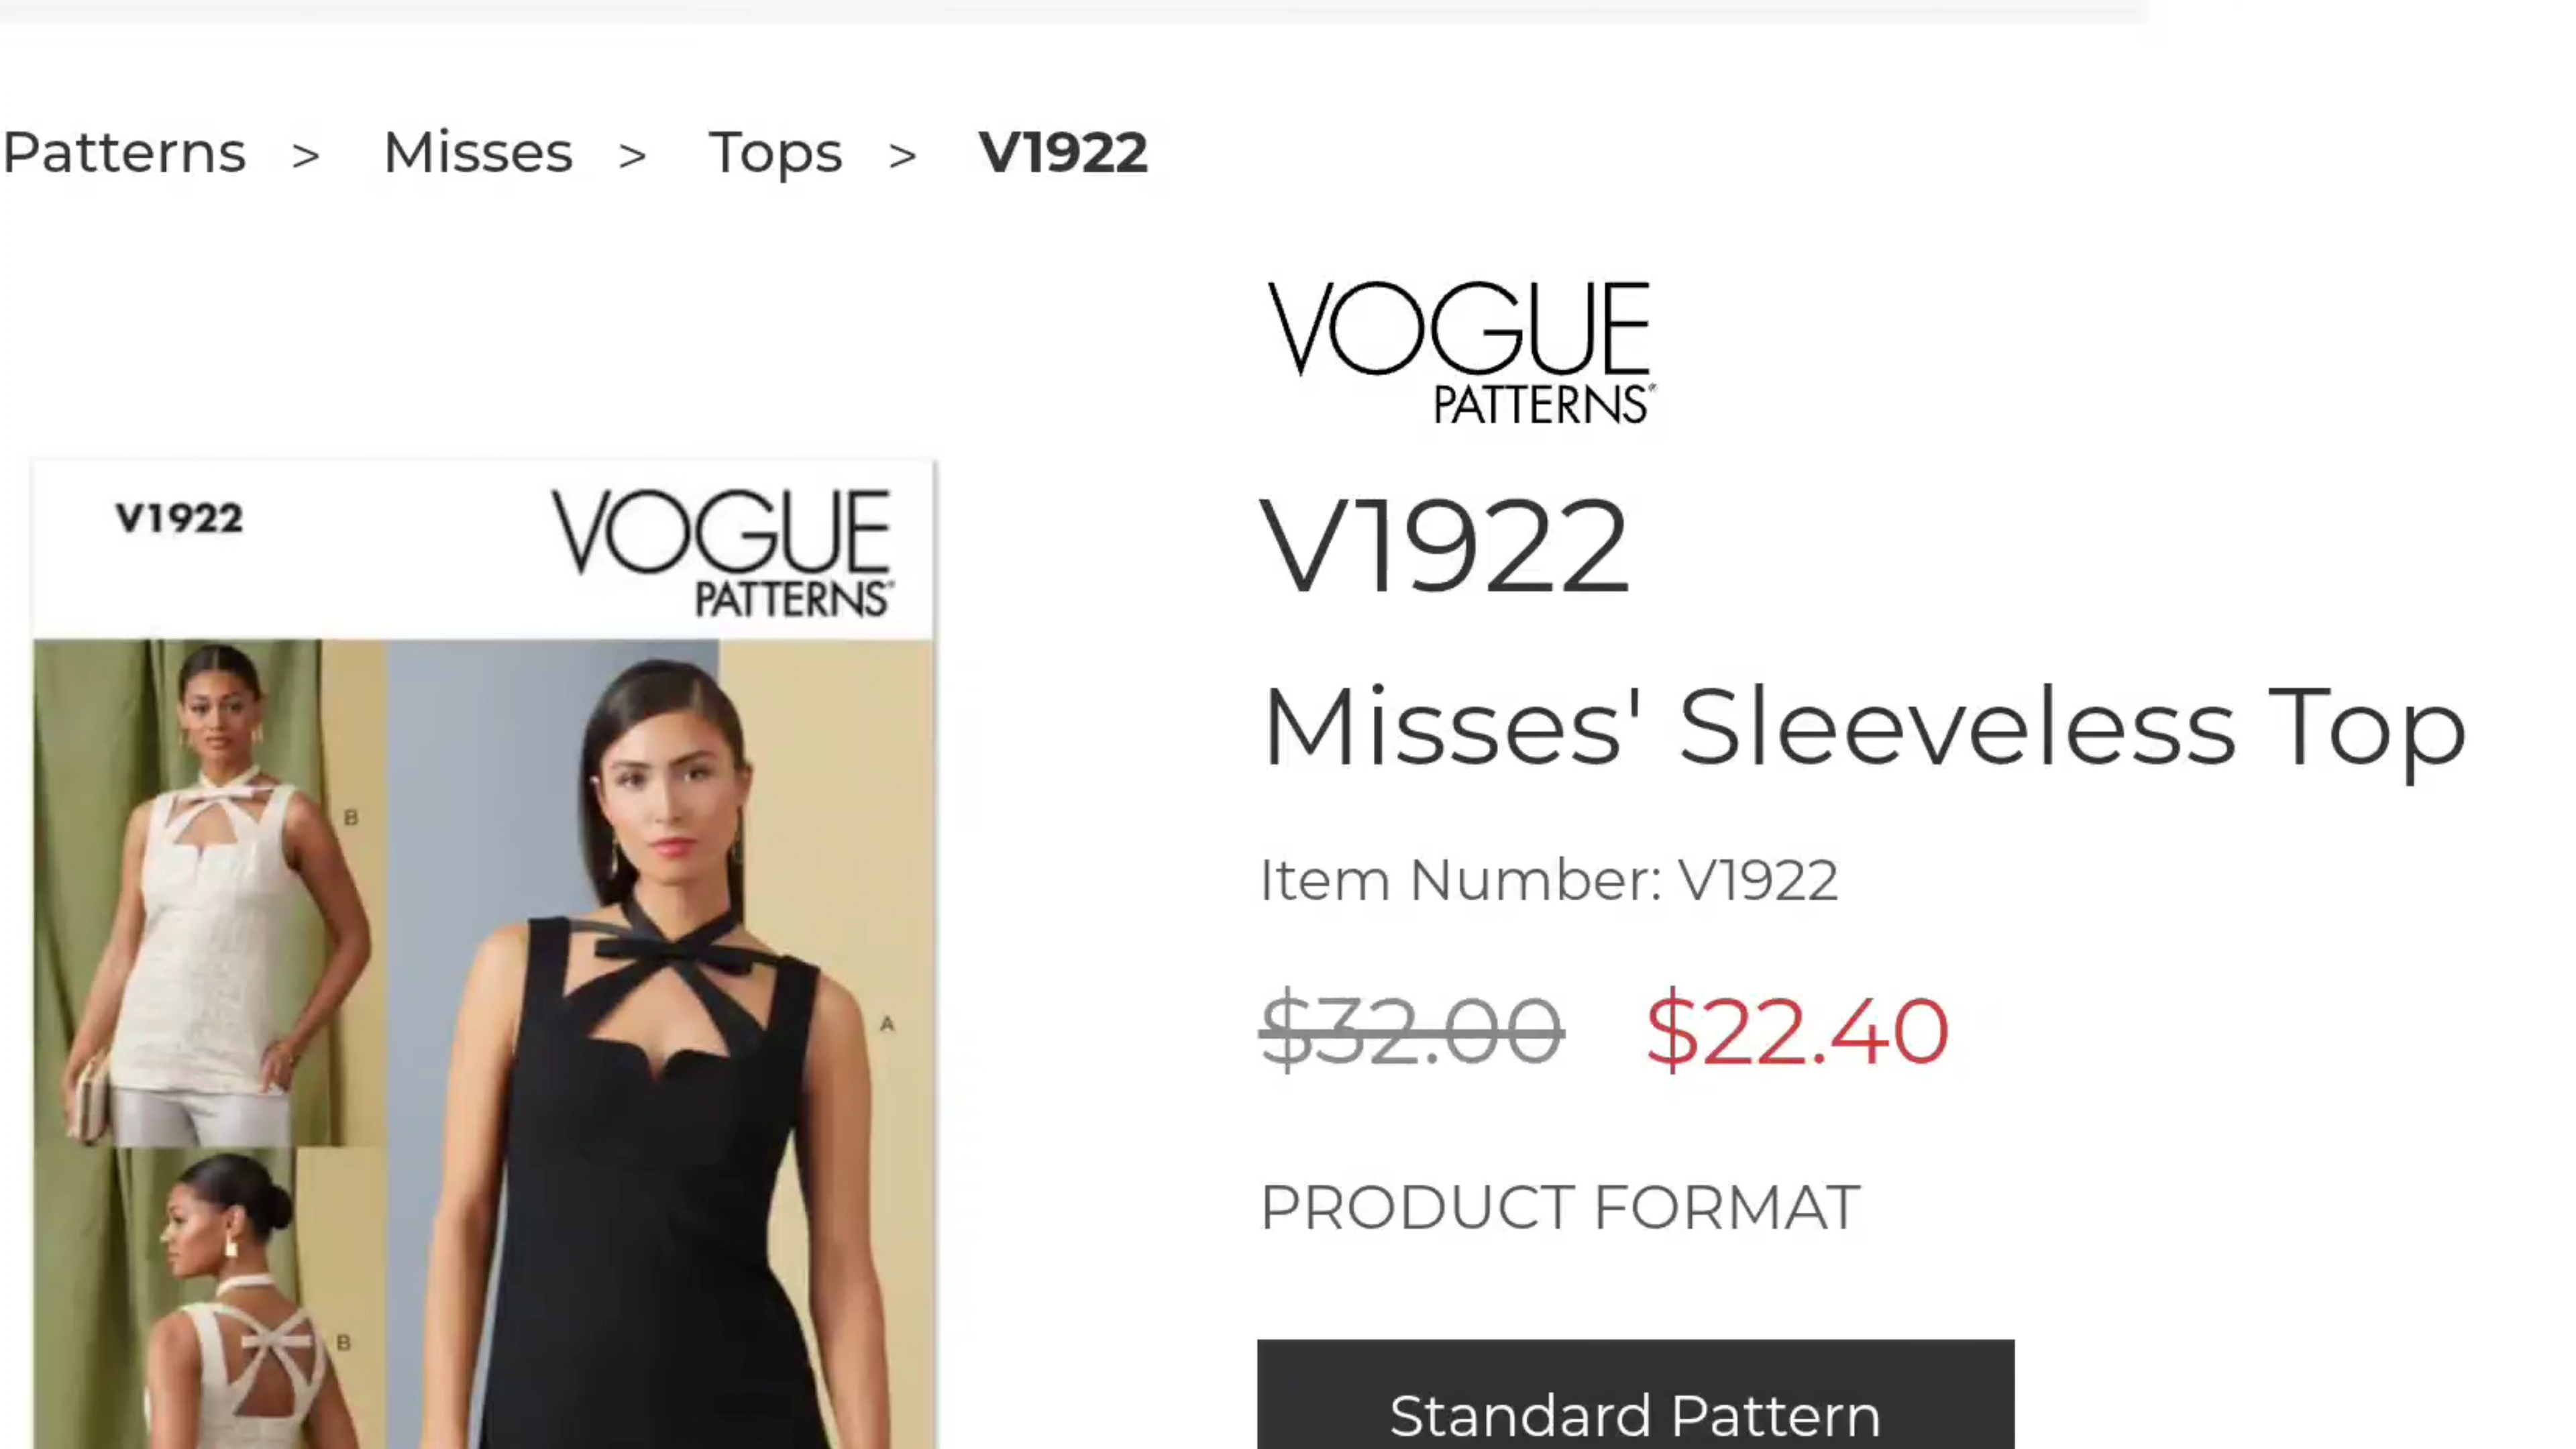 Patterns > Misses > Tops > V1922
VOGUE
PATTERNS®
V1922
Misses' Sleeveless Top
Item Number: V1922
$32.00 $22.40
PRODUCT FORMAT
Standard Pattern
V1922
VOGUE
PATTERNS®
B
A
B